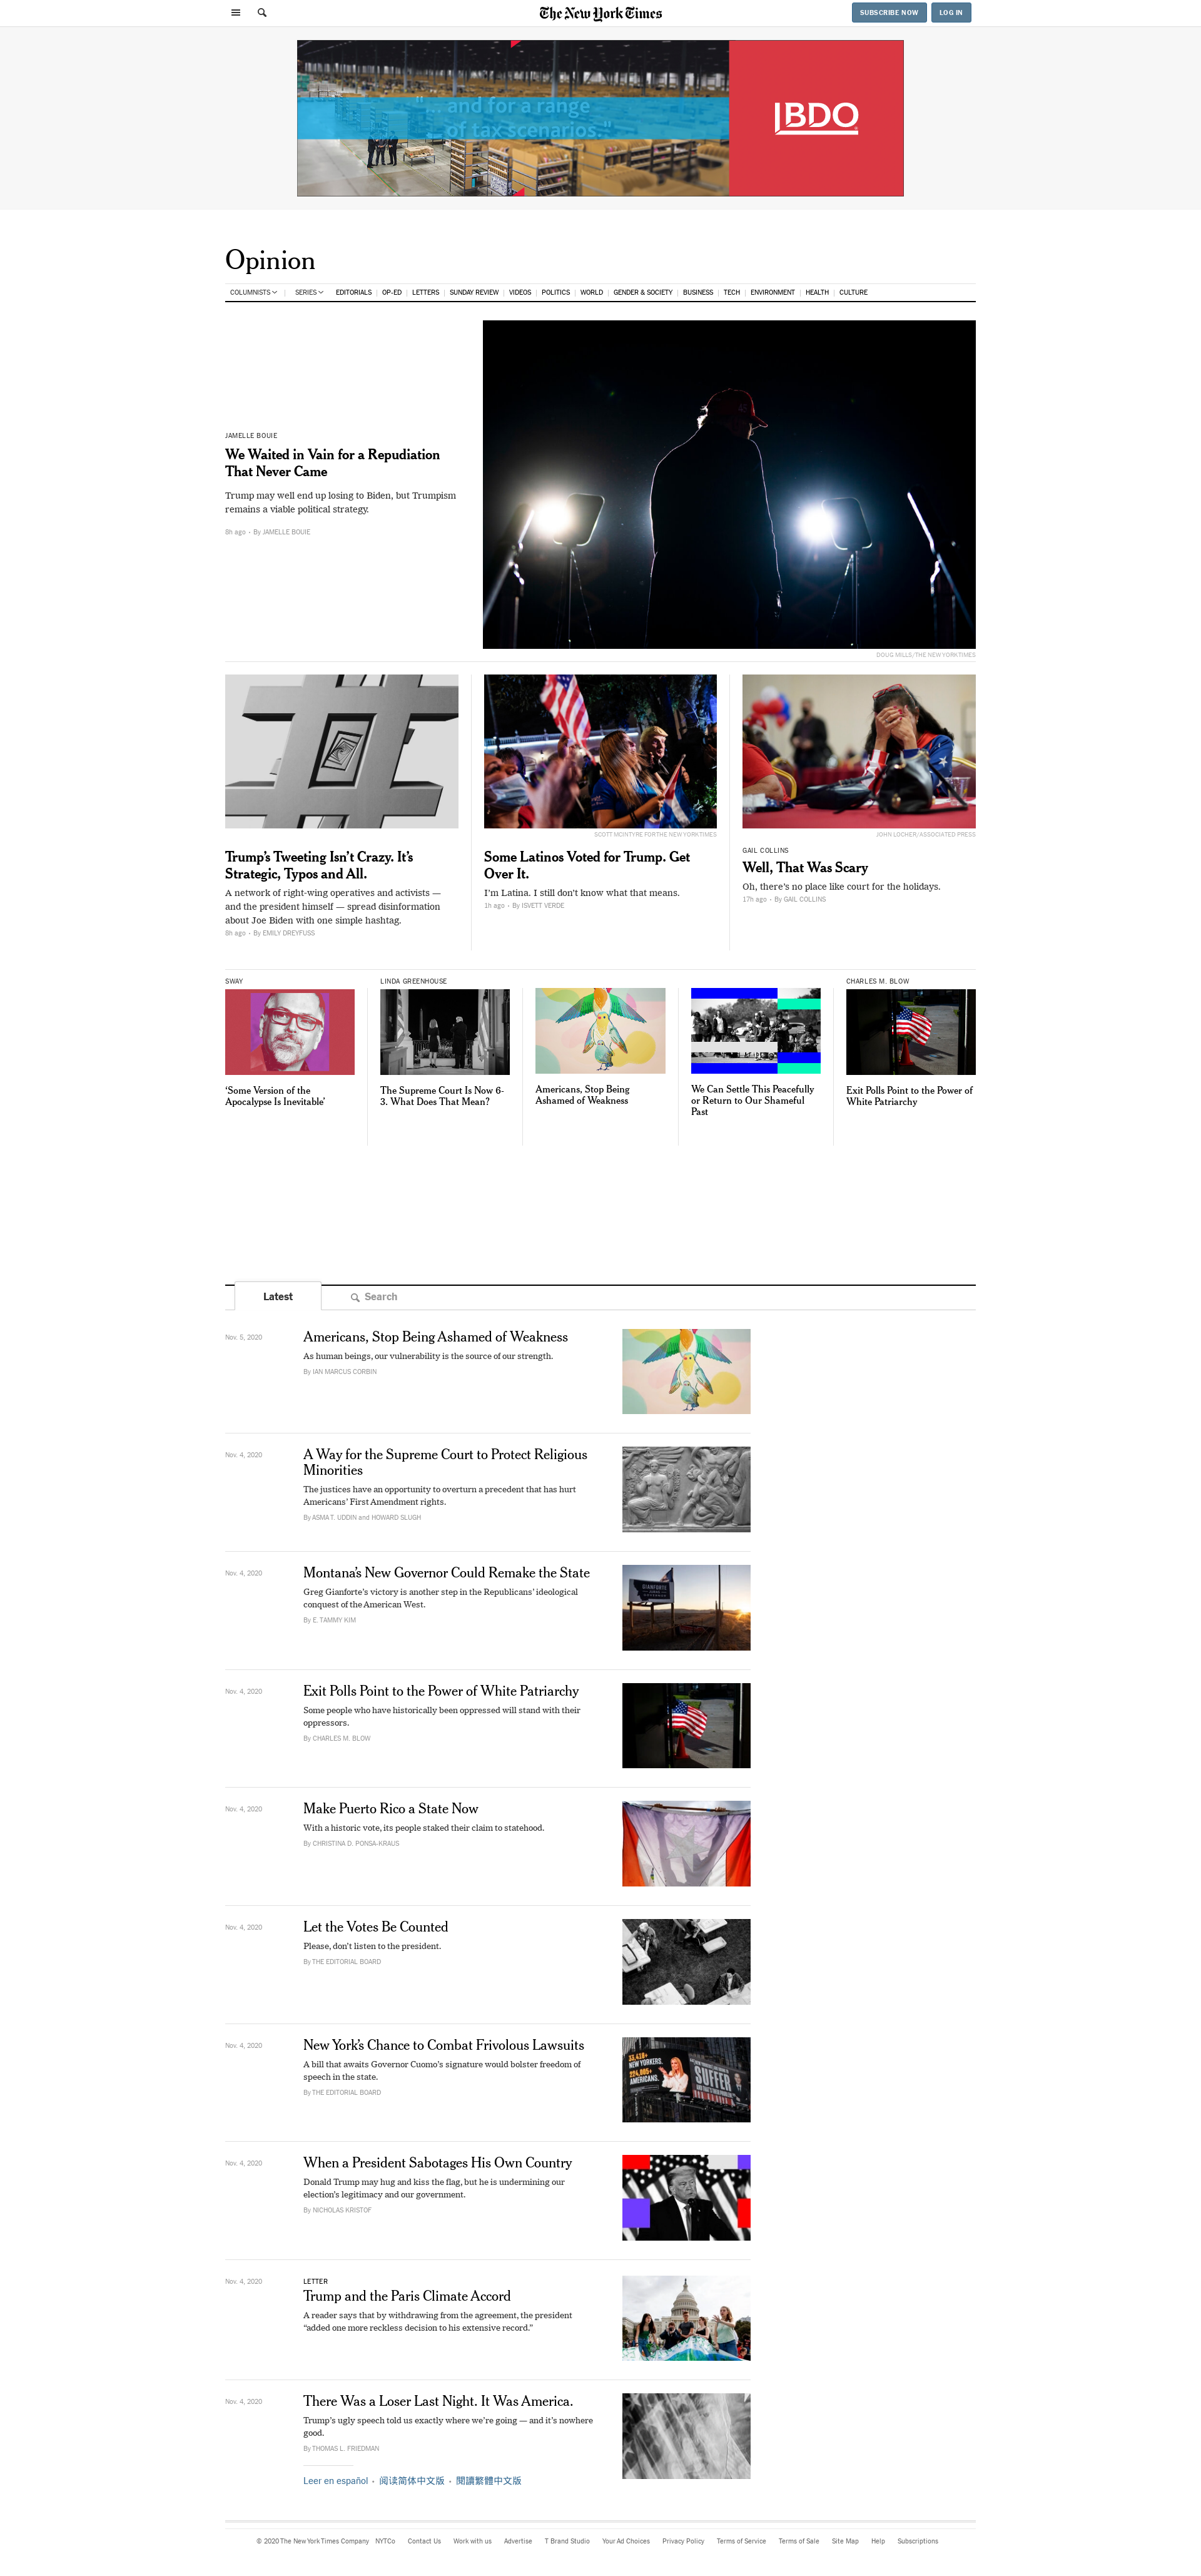 The New York Times
SUBSCRIBE NOW
LOG IN
"... and for a range
of tax scenarios."
BDO
Opinion
COLUMNISTS | SERIES EDITORIALS | OP-ED | LETTERS | SUNDAY REVIEW | VIDEOS | POLITICS | WORLD | GENDER & SOCIETY | BUSINESS | TECH | ENVIRONMENT | HEALTH | CULTURE
JAMELLE BOUIE
We Waited in Vain for a Repudiation
That Never Came
Trump may well end up losing to Biden, but Trumpism
remains a viable political strategy.
8h ago • By JAMELLE BOUIE
DOUG MILLS/THE NEW YORK TIMES
Trump's Tweeting Isn't Crazy. It's
Strategic, Typos and All.
A network of right-wing operatives and activists —
and the president himself — spread disinformation
about Joe Biden with one simple hashtag.
8h ago • By EMILY DREYFUSS
SCOTT MCINTYRE FOR THE NEW YORK TIMES
Some Latinos Voted for Trump. Get
Over It.
I'm Latina. I still don't know what that means.
1h ago • By ISVETT VERDE
JOHN LOCHER/ASSOCIATED PRESS
GAIL COLLINS
Well, That Was Scary
Oh, there's no place like court for the holidays.
17h ago • By GAIL COLLINS
SWAY
'Some Version of the
Apocalypse Is Inevitable'
LINDA GREENHOUSE
The Supreme Court Is Now 6-
3. What Does That Mean?
Americans, Stop Being
Ashamed of Weakness
We Can Settle This Peacefully
or Return to Our Shameful
Past
CHARLES M. BLOW
Exit Polls Point to the Power of
White Patriarchy
Latest
Search
Nov. 5, 2020
Americans, Stop Being Ashamed of Weakness
As human beings, our vulnerability is the source of our strength.
By IAN MARCUS CORBIN
Nov. 4, 2020
A Way for the Supreme Court to Protect Religious
Minorities
The justices have an opportunity to overturn a precedent that has hurt
Americans' First Amendment rights.
By ASMA T. UDDIN and HOWARD SLUGH
Nov. 4, 2020
Montana's New Governor Could Remake the State
Greg Gianforte's victory is another step in the Republicans' ideological
conquest of the American West.
By E. TAMMY KIM
GIANFORTE
Nov. 4, 2020
Exit Polls Point to the Power of White Patriarchy
Some people who have historically been oppressed will stand with their
oppressors.
By CHARLES M. BLOW
Nov. 4, 2020
Make Puerto Rico a State Now
With a historic vote, its people staked their claim to statehood.
By CHRISTINA D. PONSA-KRAUS
Nov. 4, 2020
Let the Votes Be Counted
Please, don't listen to the president.
By THE EDITORIAL BOARD
Nov. 4, 2020
New York's Chance to Combat Frivolous Lawsuits
A bill that awaits Governor Cuomo's signature would bolster freedom of
speech in the state.
By THE EDITORIAL BOARD
NEW YORKERS.
AMERICANS.
SUFFER
Nov. 4, 2020
When a President Sabotages His Own Country
Donald Trump may hug and kiss the flag, but he is undermining our
election's legitimacy and our government.
By NICHOLAS KRISTOF
Nov. 4, 2020
LETTER
Trump and the Paris Climate Accord
A reader says that by withdrawing from the agreement, the president
“added one more reckless decision to his extensive record.”
Nov. 4, 2020
There Was a Loser Last Night. It Was America.
Trump's ugly speech told us exactly where we're going — and it's nowhere
good.
By THOMAS L. FRIEDMAN
Leer en español • 阅读简体中文版 • 閱讀繁體中文版
© 2020 The New York Times Company NYTCo Contact Us Work with us Advertise T Brand Studio Your Ad Choices Privacy Policy Terms of Service Terms of Sale Site Map Help Subscriptions